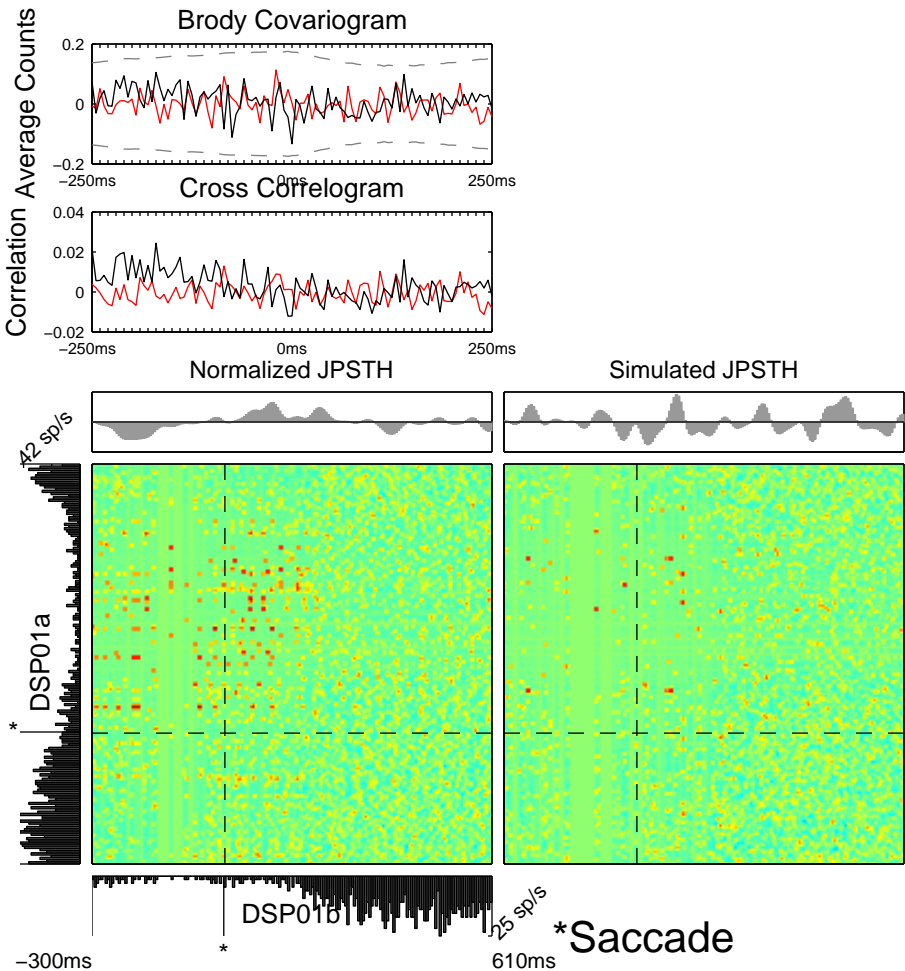 Brody Covariogram
Average Counts
0.2
0
−0.2
−250ms
0ms
250ms
Cross Correlogram
Correlation
0.04
0.02
0
−0.02
−250ms
0ms
250ms
Normalized JPSTH
Simulated JPSTH
42 sp/s
DSP01a
*
DSP01b
25 sp/s
*
*Saccade
−300ms
610ms